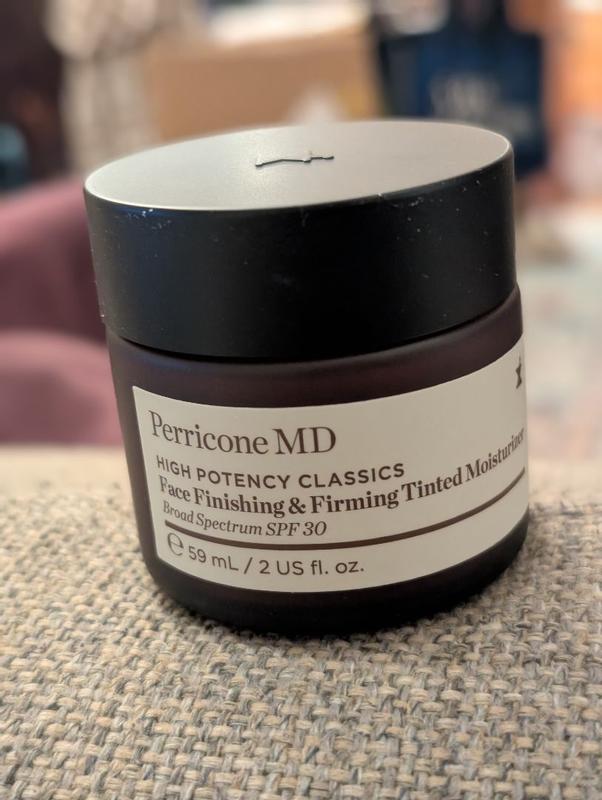 Perricone MD
HIGH POTENCY CLASSICS
Face Finishing & Firming Tinted Moisturizer
Broad Spectrum SPF 30
℮ 59 mL / 2 US fl. oz.